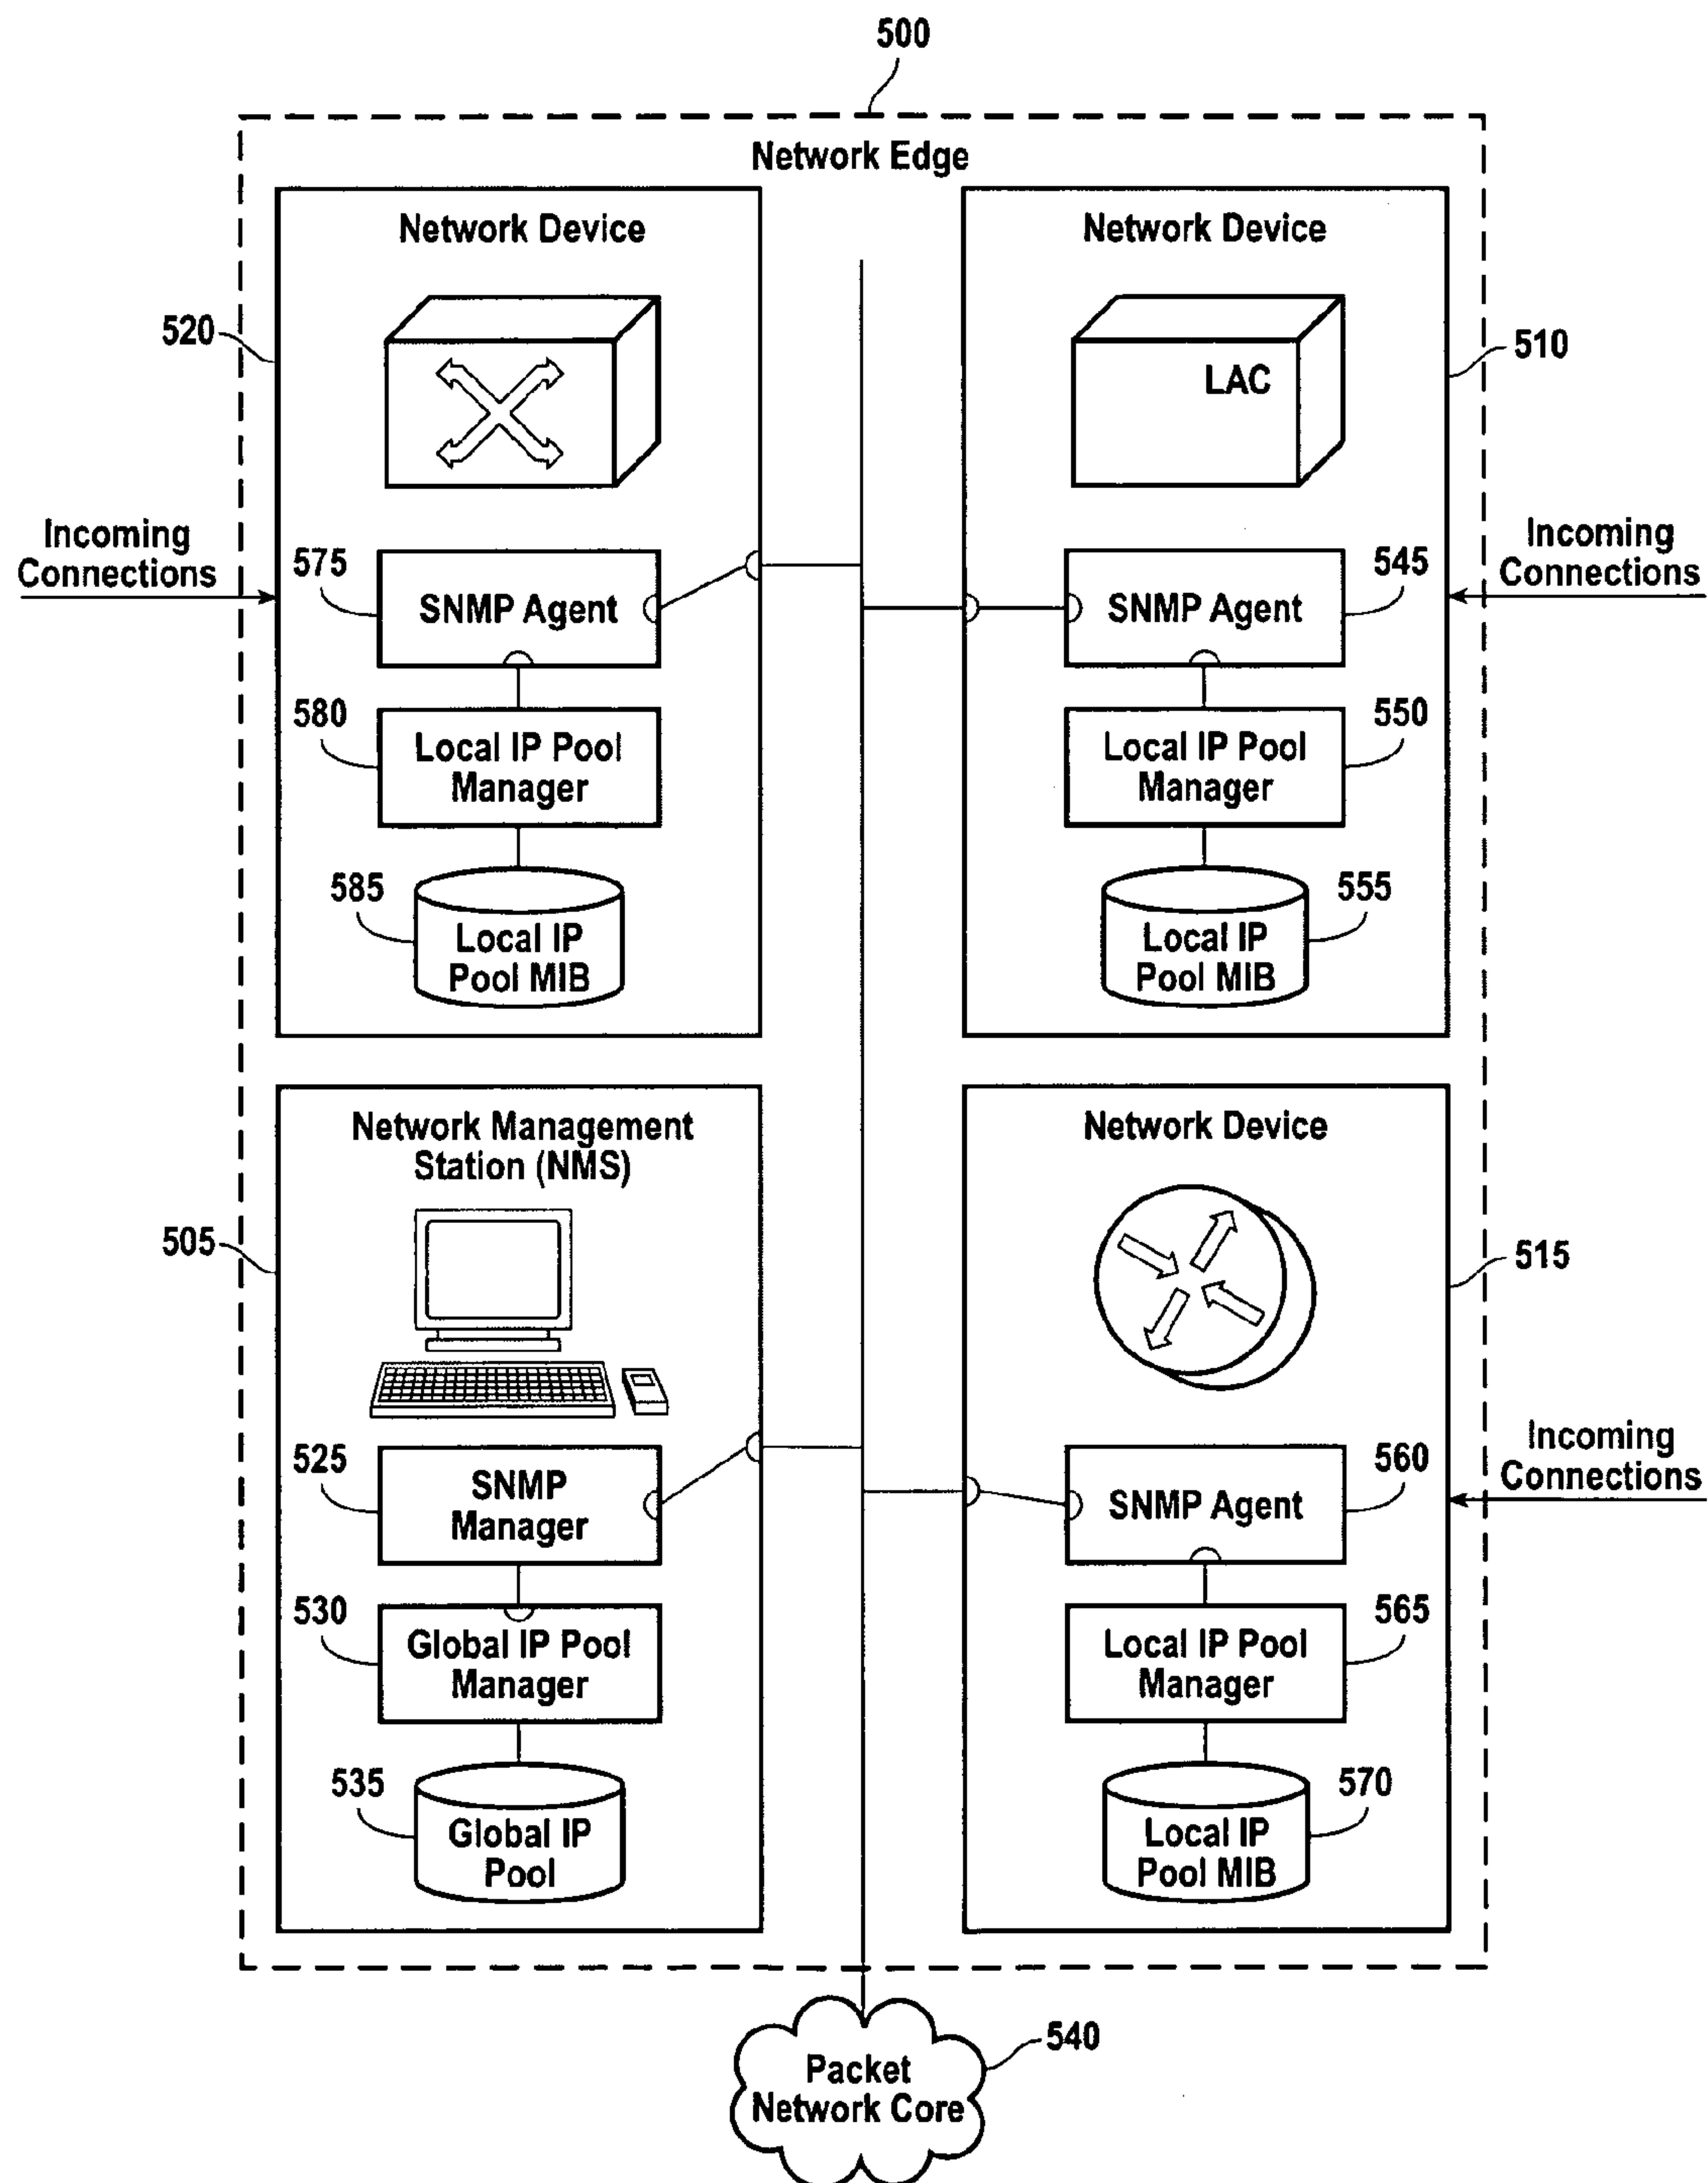 500
Network Edge
Network Device
520
Incoming
Connections
575
SNMP Agent
580
Local IP Pool
Manager
585
Local IP
Pool MIB
Network Device
LAC
510
Incoming
Connections
545
SNMP Agent
550
Local IP Pool
Manager
555
Local IP
Pool MIB
Network Management
Station (NMS)
505
525
SNMP
Manager
530
Global IP Pool
Manager
535
Global IP
Pool
Network Device
515
Incoming
Connections
560
SNMP Agent
565
Local IP Pool
Manager
570
Local IP
Pool MIB
540
Packet
Network Core